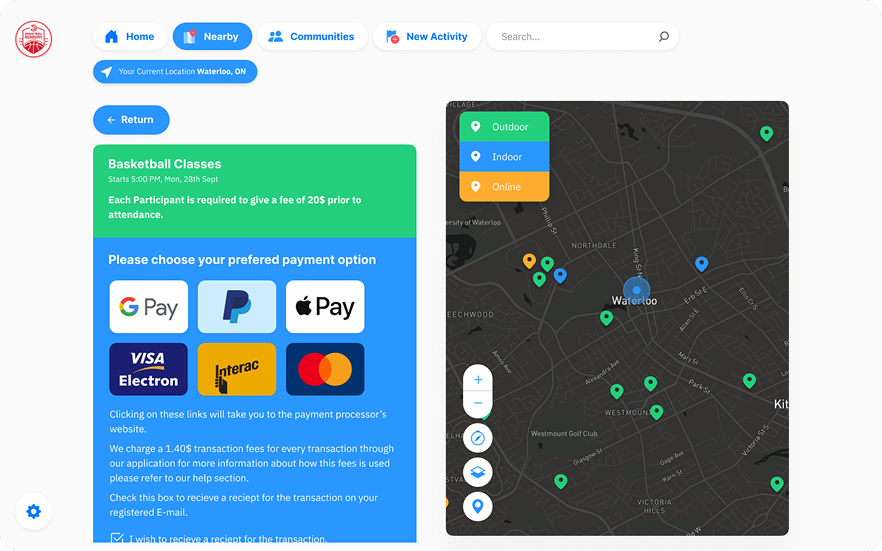 Home
Nearby
Communities
New Activity
Search...
Your Current Location Waterloo, ON
Return
Basketball Classes
Starts 5:00 PM, Mon, 28th Sept
Each Participant is required to give a fee of 20$ prior to
attendance.
Please choose your prefered payment option
G Pay
Pay
VISA
Electron
Interac
Clicking on these links will take you to the payment processor's
website.
We charge a 1.40$ transaction fees for every transaction through
our application for more information about how this fees is used
please refer to our help section.
Check this box to recieve a reciept for the transaction on your
registered E-mail.
I wish to recieve a reciept for the transaction.
VILLAGE
Outdoor
Indoor
Online
ersity of Waterloo
Phillip St
NORTHDALE
King St N
Waterloo
Erb St E
Ellis Cr S
BEECHWOOD
Allen St E
Amos Ave
Mary St
Alexandra Ave
Park St
Kit
WESTMOUNT
Westmount Golf Club
Victoria St S
Glasgow St
Gage Ave
Karn St
VICTORIA
HILLS